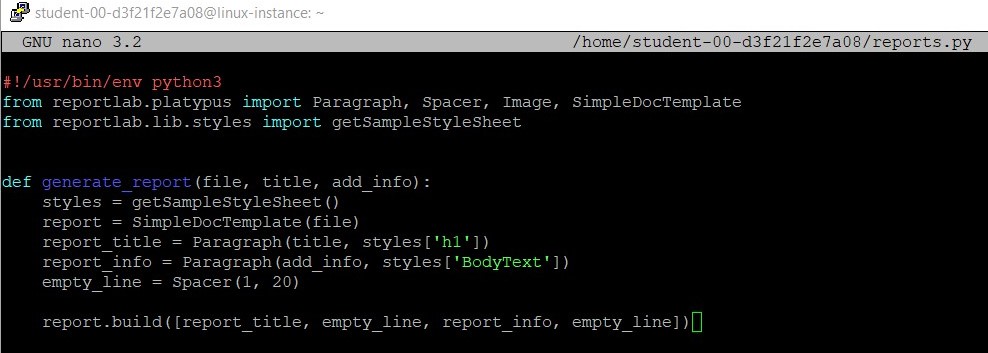 student-00-d3f21f2e7a08@linux-instance: ~
GNU nano 3.2 /home/student-00-d3f21f2e7a08/reports.py
#!/usr/bin/env python3
from reportlab.platypus import Paragraph, Spacer, Image, SimpleDocTemplate
from reportlab.lib.styles import getSampleStyleSheet
def generate_report(file, title, add_info):
    styles = getSampleStyleSheet()
    report = SimpleDocTemplate(file)
    report_title = Paragraph(title, styles['h1'])
    report_info = Paragraph(add_info, styles['BodyText'])
    empty_line = Spacer(1, 20)
    report.build([report_title, empty_line, report_info, empty_line])